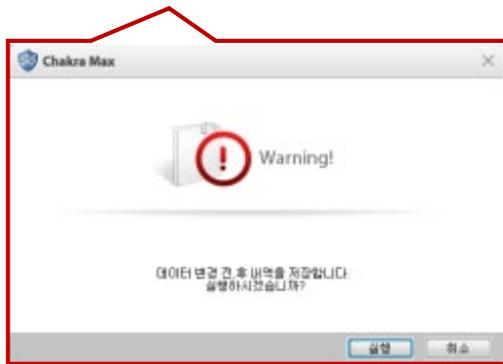 Chakra Max
Warning!
데이터 변경 전,후 내역을 저장합니다.
실행하시겠습니까?
실행
취소